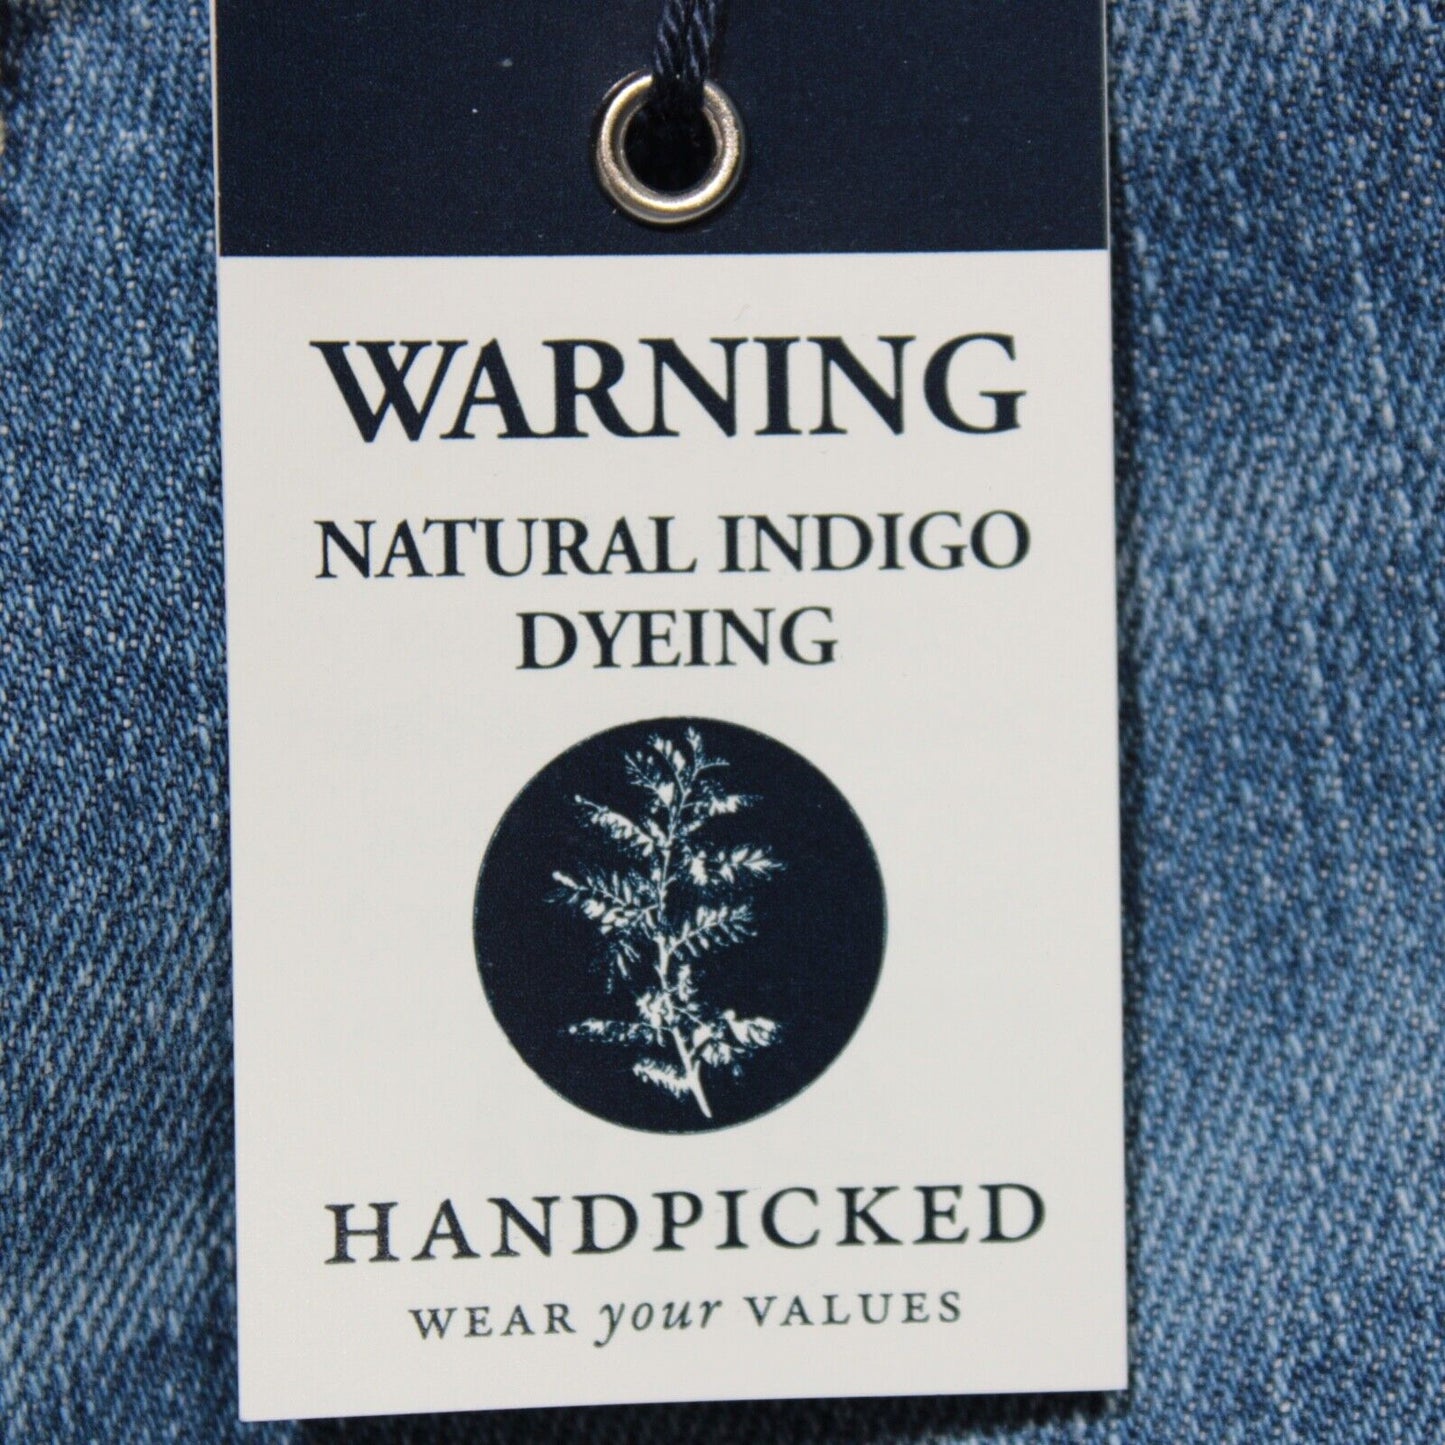 WARNING
NATURAL INDIGO
DYEING
HANDPICKED
WEAR your VALUES